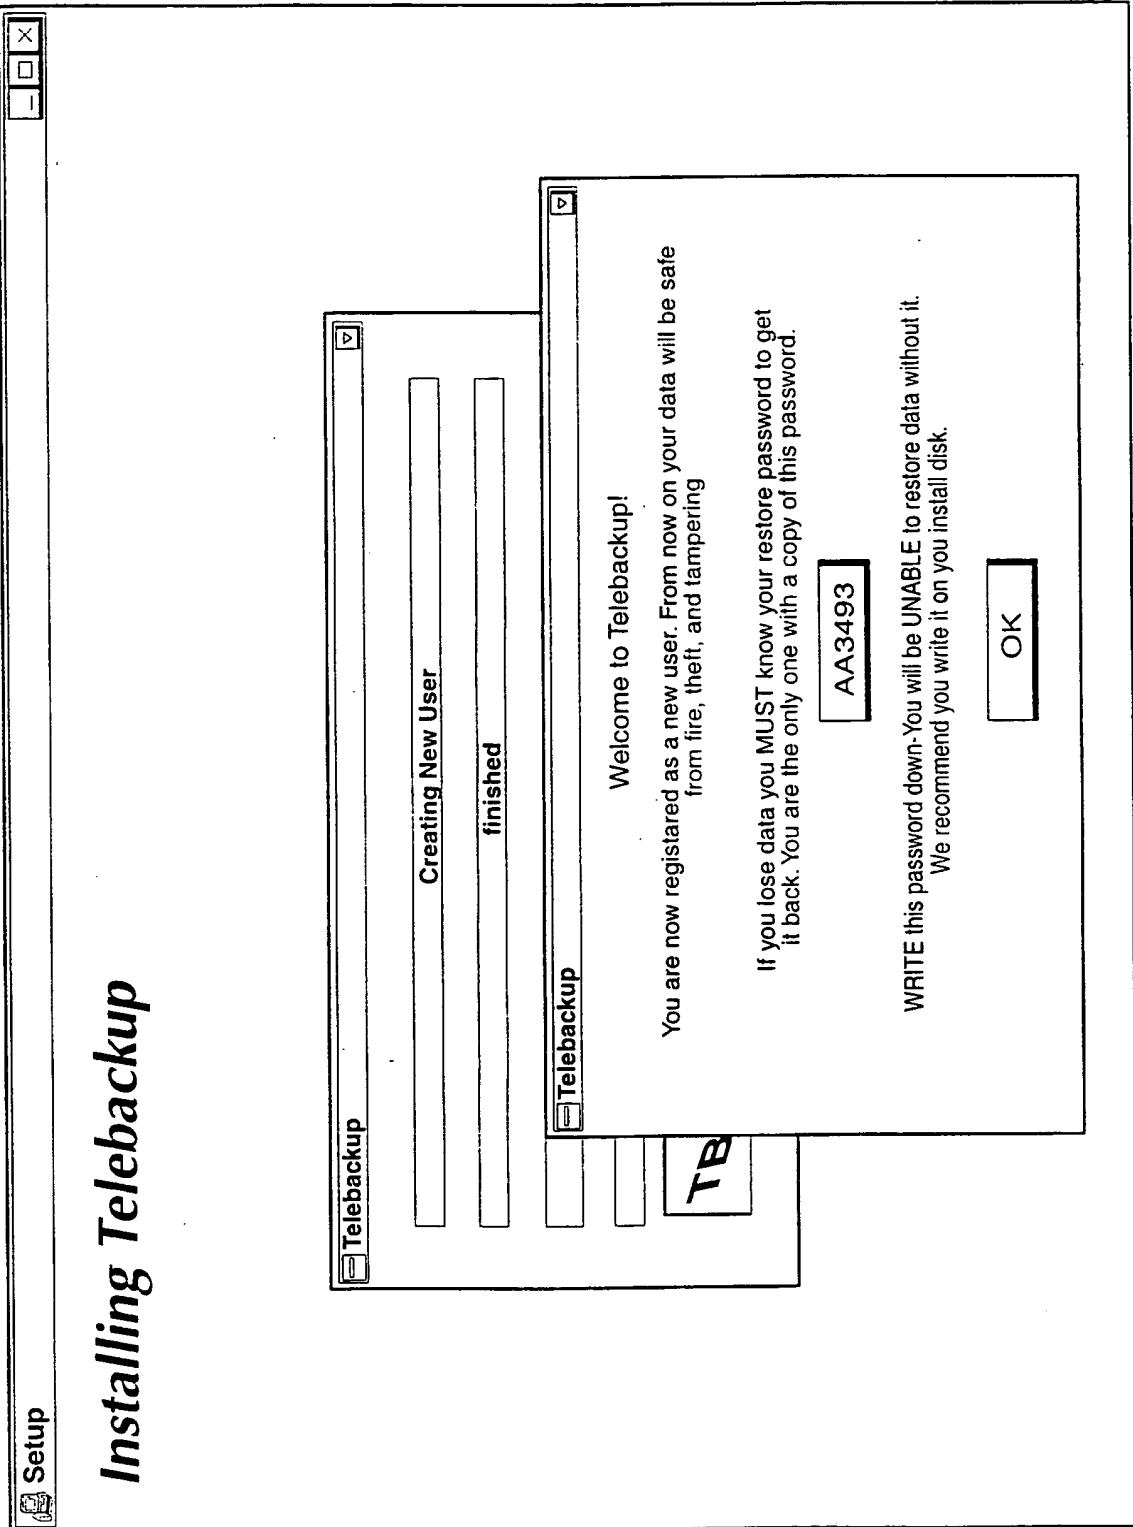 Setup
Installing Telebackup
Telebackup
Creating New User
finished
TB
Telebackup
Welcome to Telebackup!
You are now registared as a new user. From now on your data will be safe
from fire, theft, and tampering
If you lose data you MUST know your restore password to get
it back. You are the only one with a copy of this password.
AA3493
WRITE this password down-You will be UNABLE to restore data without it.
We recommend you write it on you install disk.
OK